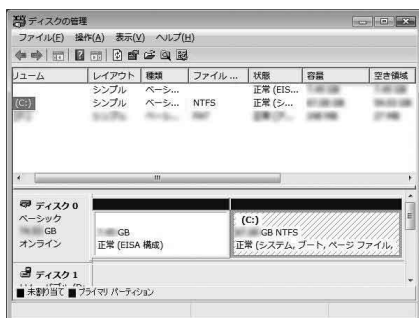 ディスクの管理
ファイル(F) 操作(A) 表示(V) ヘルプ(H)
リューム レイアウト 種類 ファイル ... 状態 容量 空き領域
シンプル ベーシ... 正常 (EIS...
(C:) シンプル ベーシ... NTFS 正常 (シ...
ディスク 0
ベーシック
GB
オンライン
GB
正常 (EISA 構成)
(C:)
GB NTFS
正常 (システム, ブート, ページ ファイル,
ディスク 1
未割り当て プライマリ パーティション